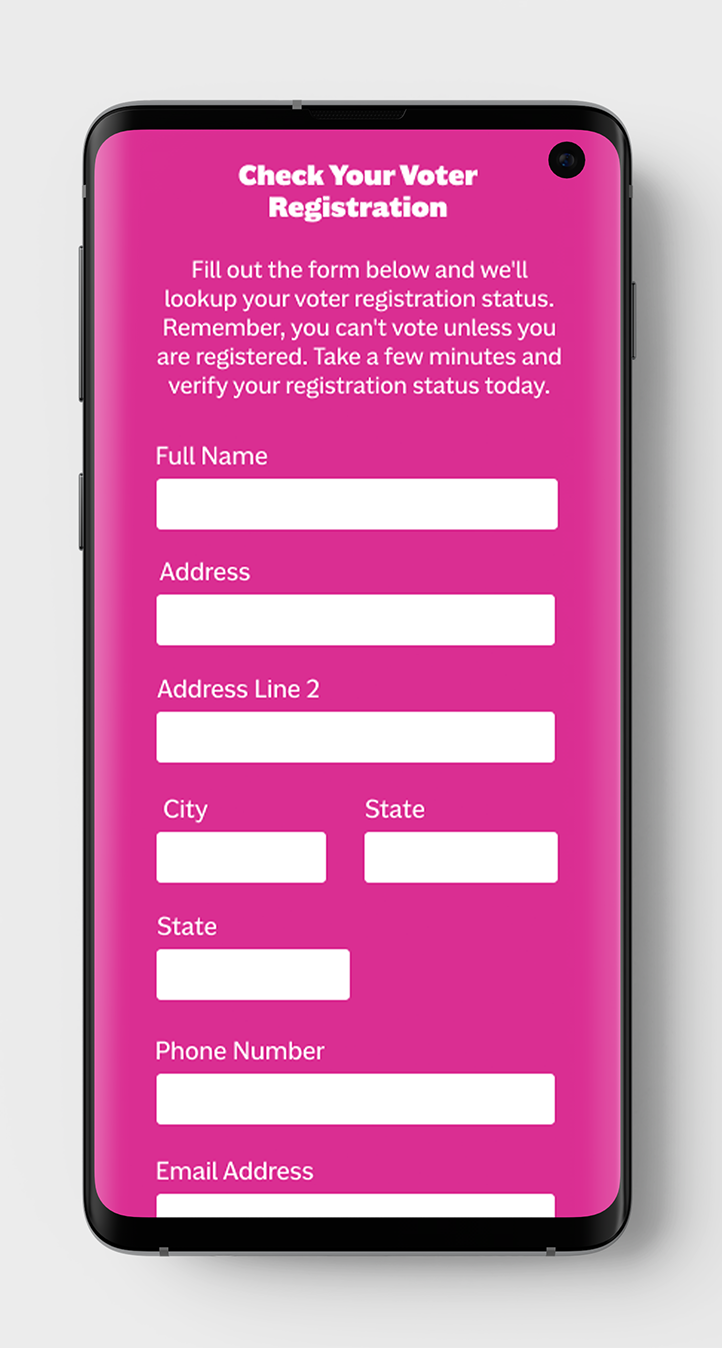 Check Your Voter
Registration
Fill out the form below and we'll
lookup your voter registration status.
Remember, you can't vote unless you
are registered. Take a few minutes and
verify your registration status today.
Full Name
Address
Address Line 2
City
State
State
Phone Number
Email Address